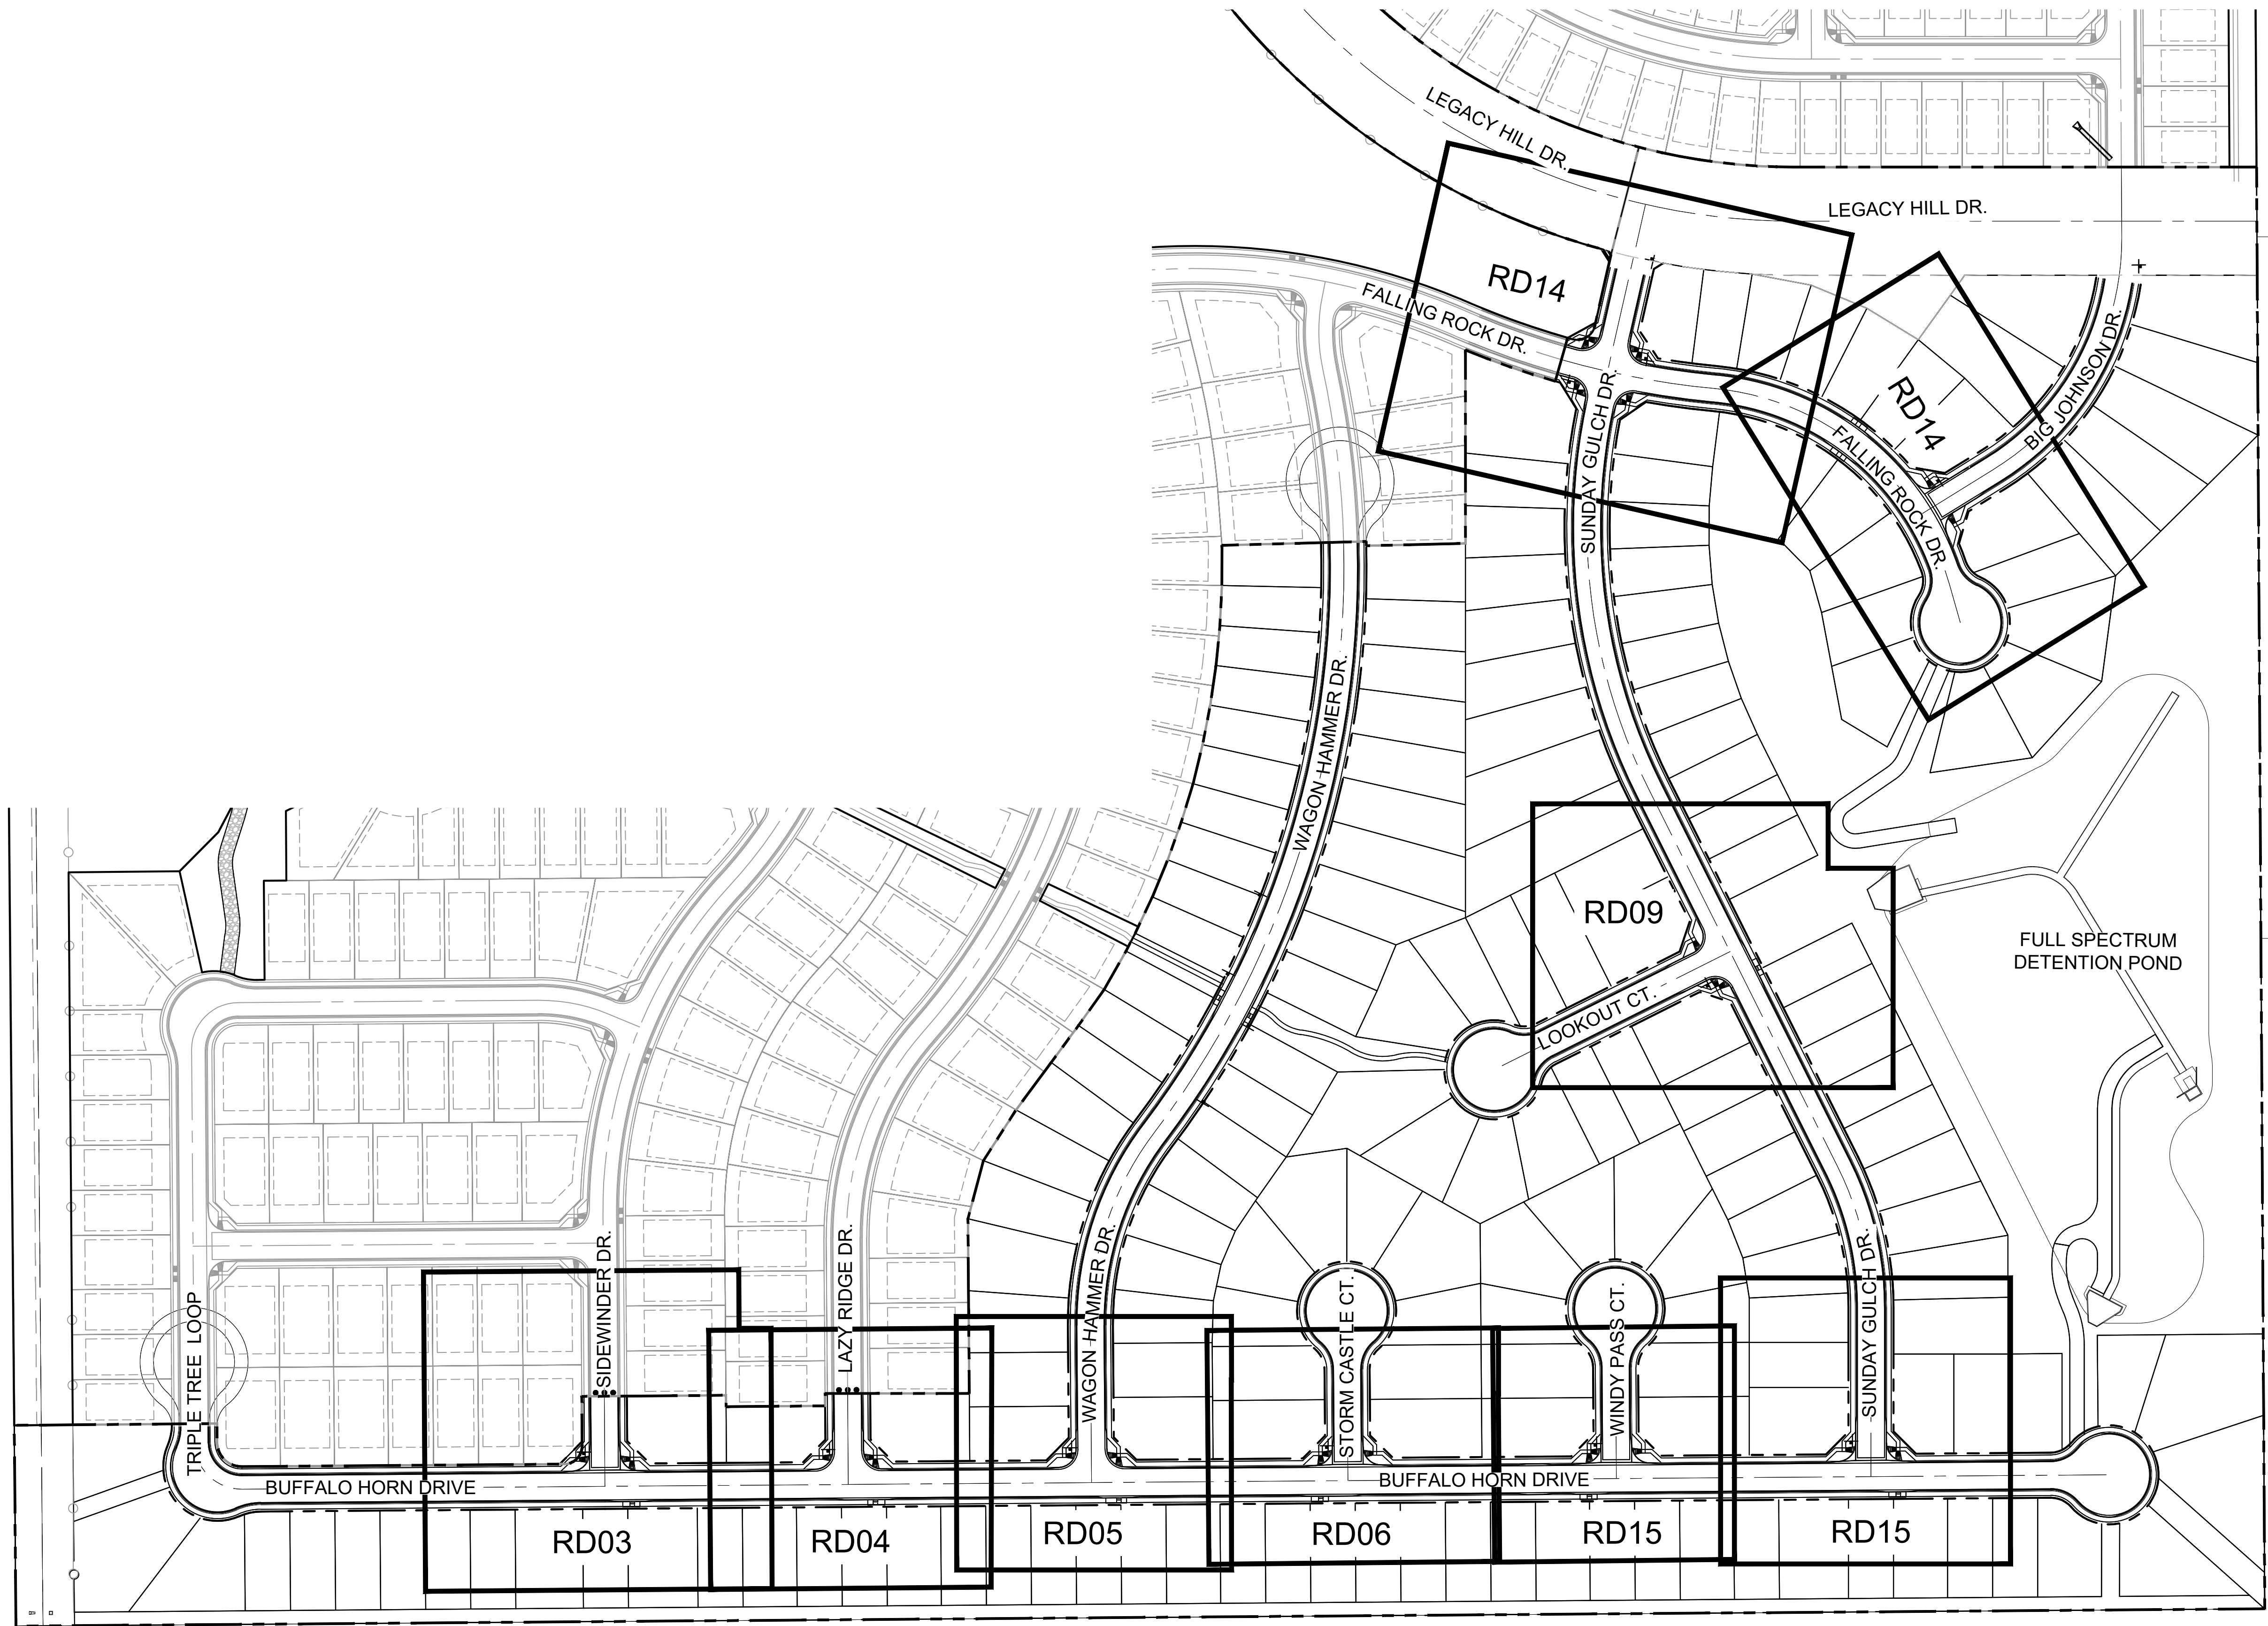 LEGACY HILL DR.
LEGACY HILL DR.
RD14
FALLING ROCK DR.
SUNDAY GULCH DR.
RD14
FALLING ROCK DR.
BIG JOHNSON DR.
WAGON HAMMER DR.
RD09
LOOKOUT CT.
FULL SPECTRUM
DETENTION POND
TRIPLE TREE LOOP
SIDEWINDER DR.
LAZY RIDGE DR.
WAGON HAMMER DR.
STORM CASTLE CT.
WINDY PASS CT.
SUNDAY GULCH DR.
BUFFALO HORN DRIVE
BUFFALO HORN DRIVE
RD03
RD04
RD05
RD06
RD15
RD15